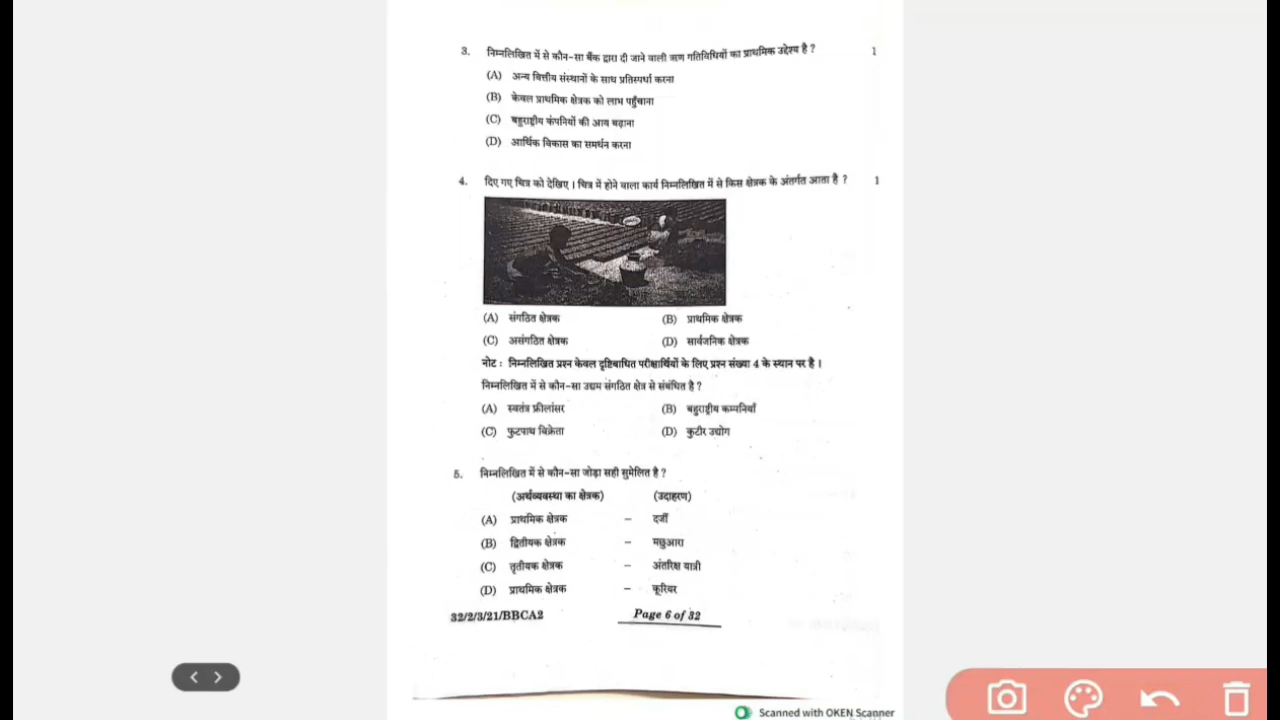 3. निम्नलिखित में से कौन-सा बैंक द्वारा दी जाने वाली ऋण गतिविधियों का प्राथमिक उद्देश्य है ? 1
(A) अन्य वित्तीय संस्थानों के साथ प्रतिस्पर्धा करना
(B) केवल प्राथमिक क्षेत्रक को लाभ पहुँचाना
(C) बहुराष्ट्रीय कंपनियों की आय बढ़ाना
(D) आर्थिक विकास का समर्थन करना
4. दिए गए चित्र को देखिए । चित्र में होने वाला कार्य निम्नलिखित में से किस क्षेत्रक के अंतर्गत आता है ? 1
(A) संगठित क्षेत्रक (B) प्राथमिक क्षेत्रक
(C) असंगठित क्षेत्रक (D) सार्वजनिक क्षेत्रक
नोट : निम्नलिखित प्रश्न केवल दृष्टिबाधित परीक्षार्थियों के लिए प्रश्न संख्या 4 के स्थान पर है ।
निम्नलिखित में से कौन-सा उद्यम संगठित क्षेत्र से संबंधित है ?
(A) स्वतंत्र फ्रीलांसर (B) बहुराष्ट्रीय कम्पनियाँ
(C) फुटपाथ विक्रेता (D) कुटीर उद्योग
5. निम्नलिखित में से कौन-सा जोड़ा सही सुमेलित है ?
(अर्थव्यवस्था का क्षेत्रक) (उदाहरण)
(A) प्राथमिक क्षेत्रक – दर्जी
(B) द्वितीयक क्षेत्रक – मछुआरा
(C) तृतीयक क्षेत्रक – अंतरिक्ष यात्री
(D) प्राथमिक क्षेत्रक – कूरियर
32/2/3/21/BBCA2 Page 6 of 32
Scanned with OKEN Scanner